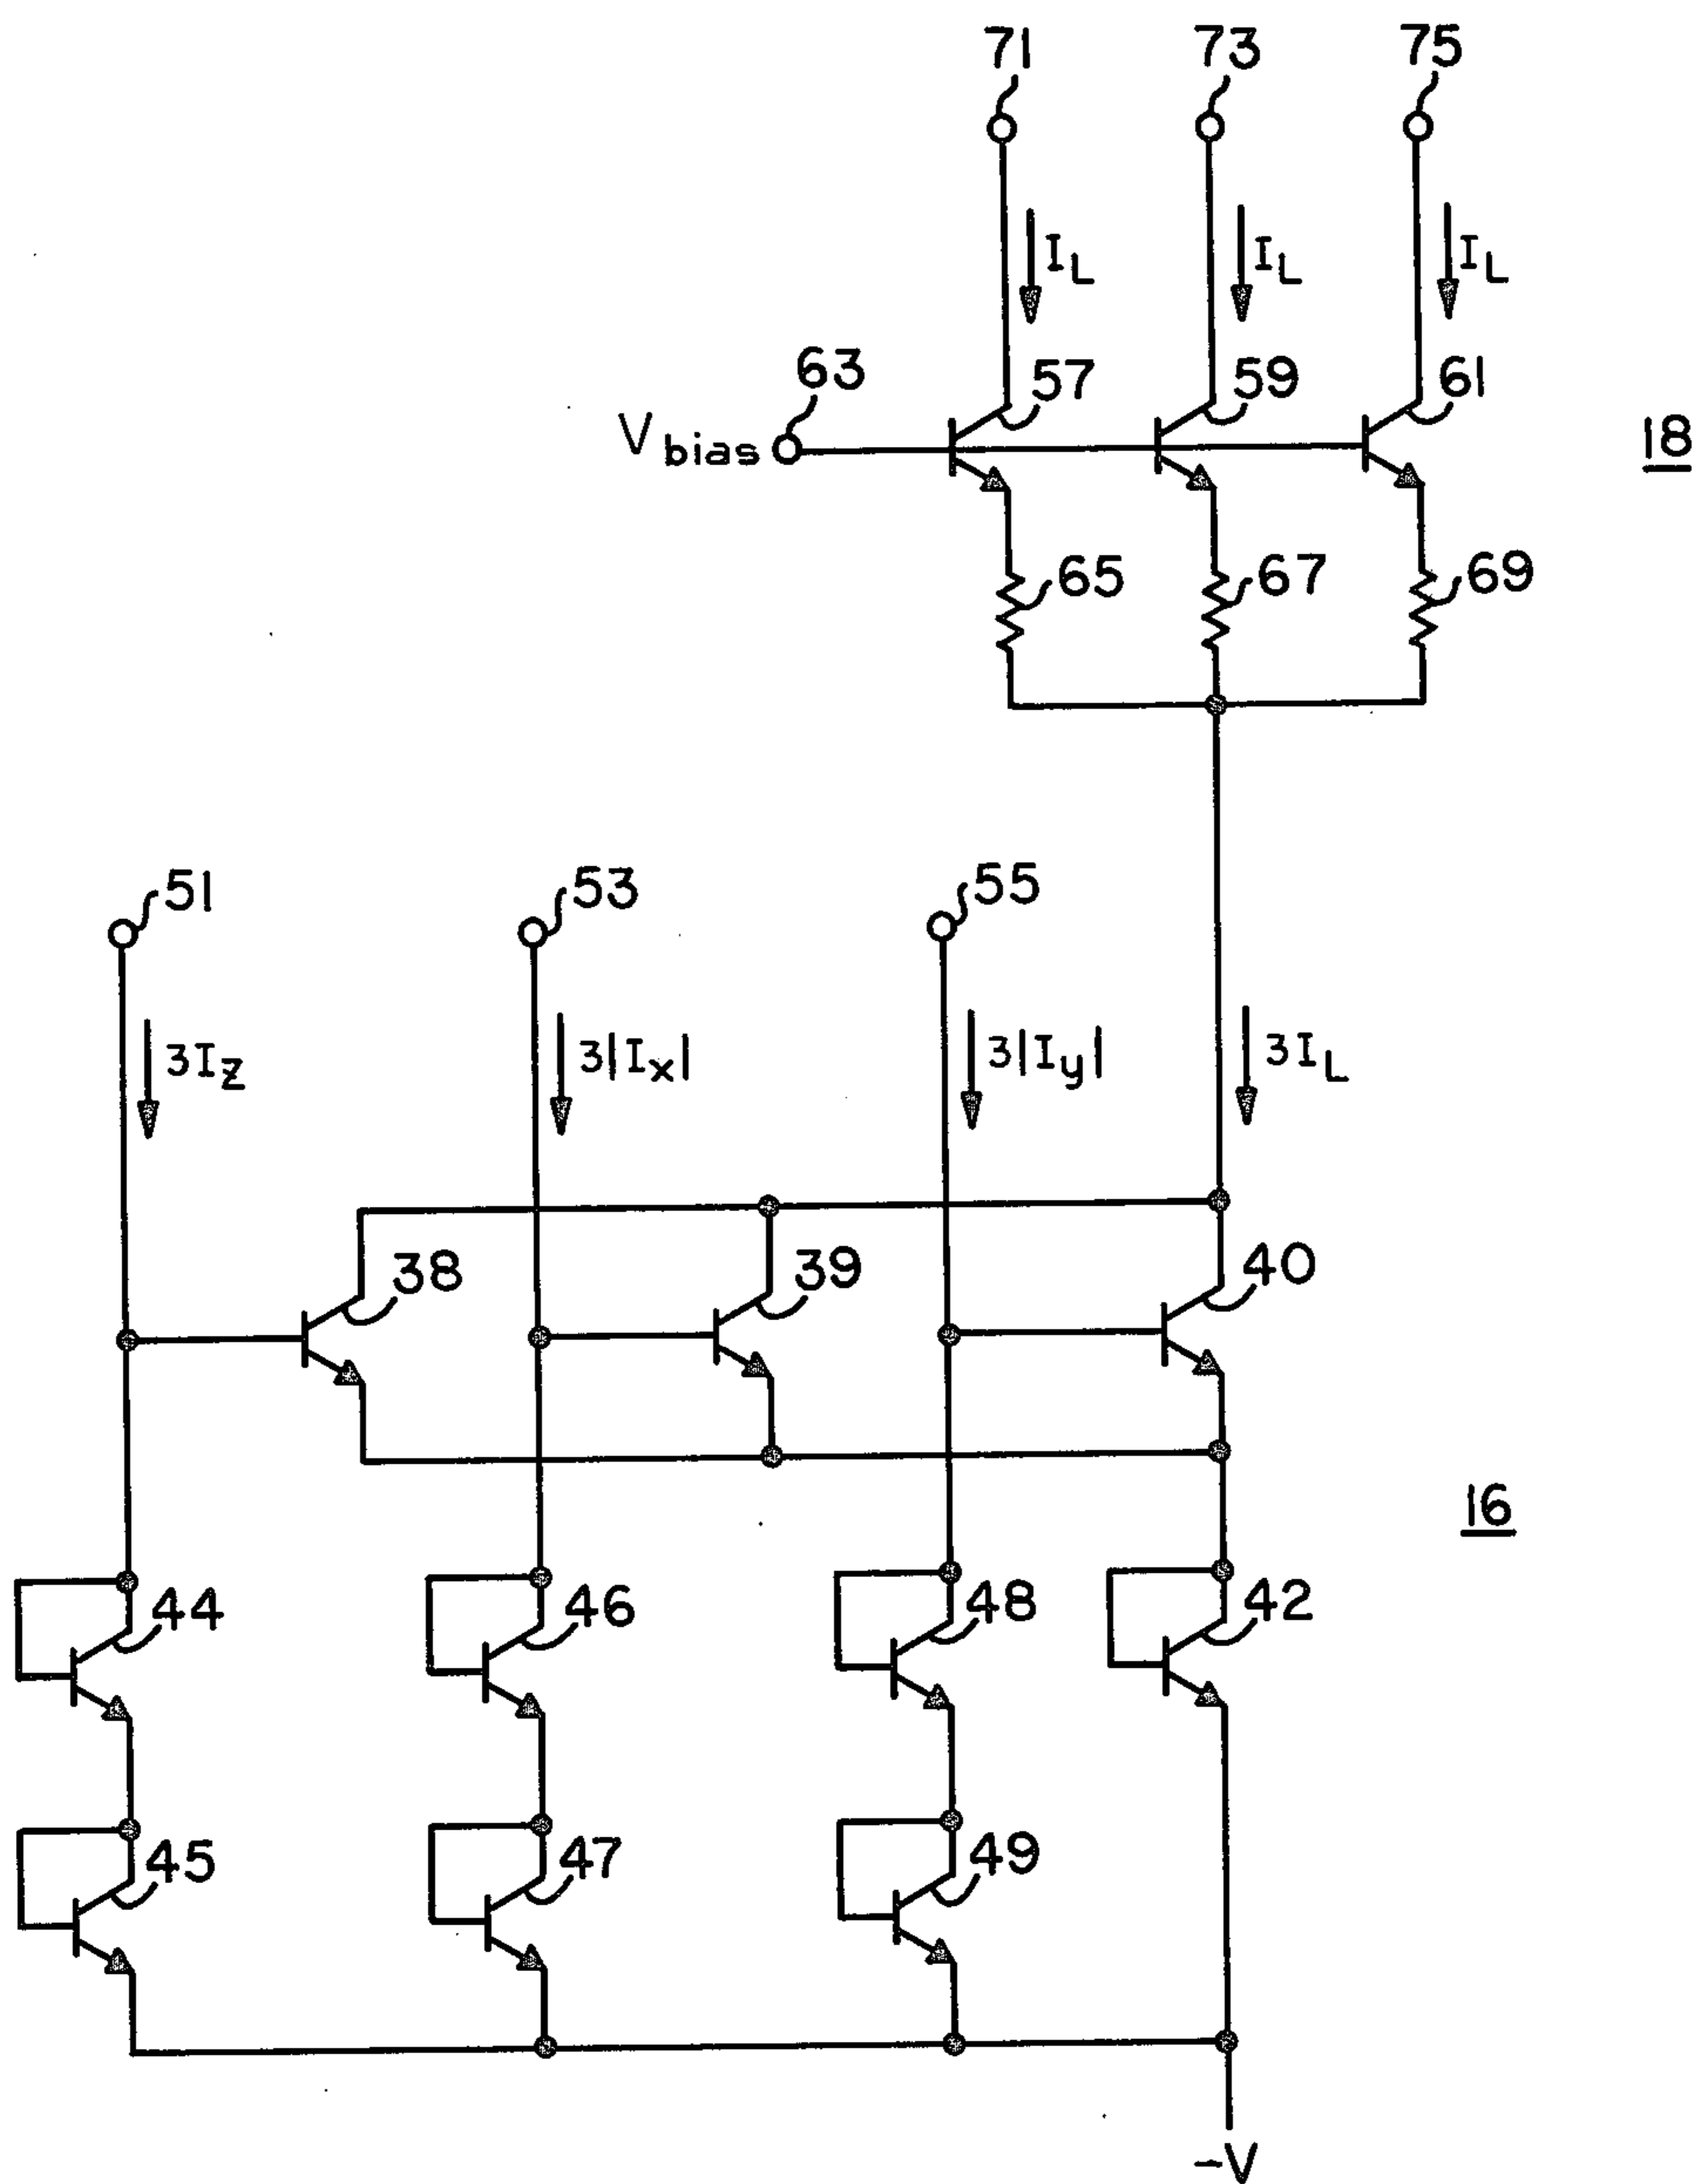 71 73 75
I_L I_L I_L
63 57 59 61
V_bias
18
65 67 69
51 53 55
3I_Z 3|I_x| 3|I_y| 3I_L
38 39 40
16
44 46 48 42
45 47 49
-V